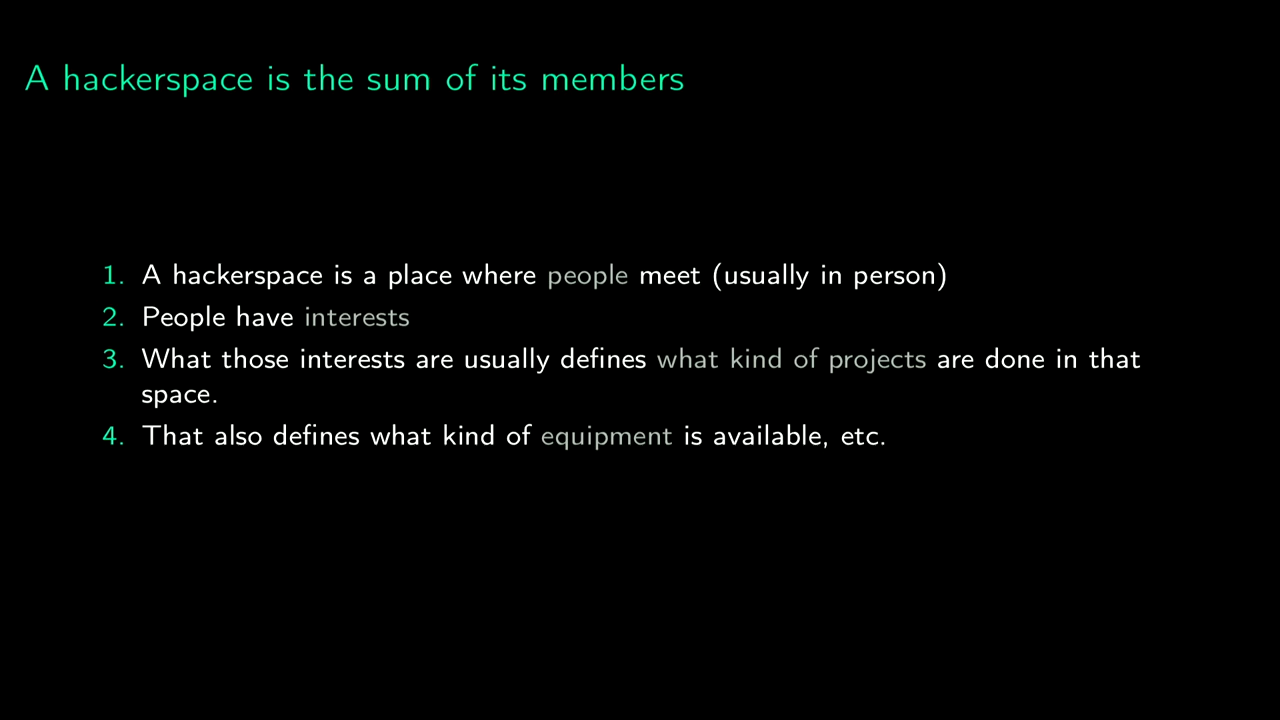 A hackerspace is the sum of its members
1. A hackerspace is a place where people meet (usually in person)
2. People have interests
3. What those interests are usually defines what kind of projects are done in that
space.
4. That also defines what kind of equipment is available, etc.